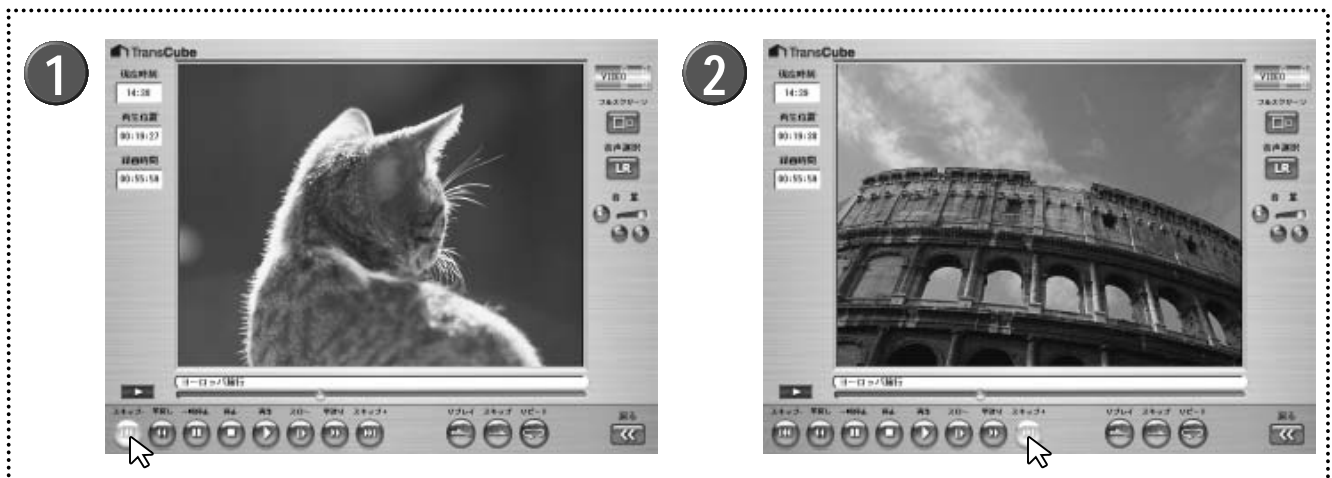 1
TransCube
現在時刻
14:28
再生位置
00:19:27
録画時間
00:55:58
VIDEO
フルスクリーン
音声選択
LR
音量
ヨーロッパ旅行
スキップ- 早戻し 一時停止 停止 再生 スロー 早送り スキップ+ リプレイ スキップ リピート 戻る
2
TransCube
現在時刻
14:28
再生位置
00:19:38
録画時間
00:55:58
VIDEO
フルスクリーン
音声選択
LR
音量
ヨーロッパ旅行
スキップ- 早戻し 一時停止 停止 再生 スロー 早送り スキップ+ リプレイ スキップ リピート 戻る